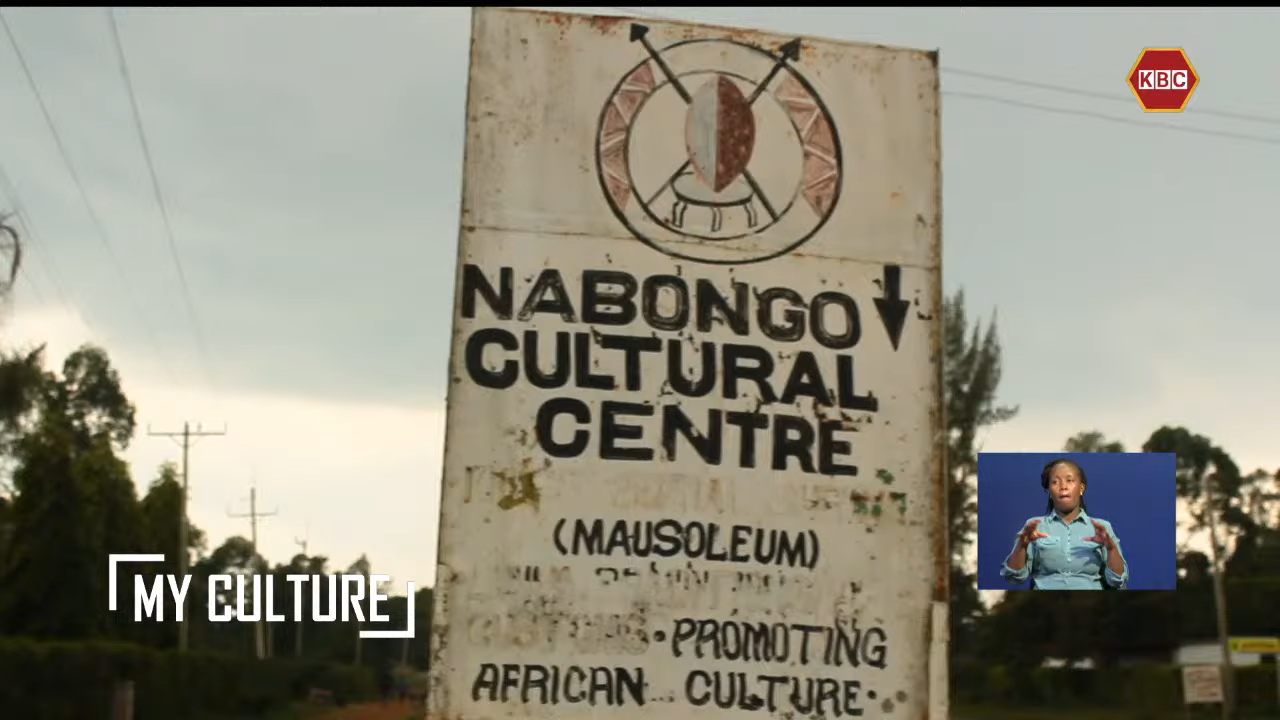 KBC
NABONGO
CULTURAL
CENTRE
(MAUSOLEUM)
•PROMOTING
AFRICAN CULTURE•
MY CULTURE